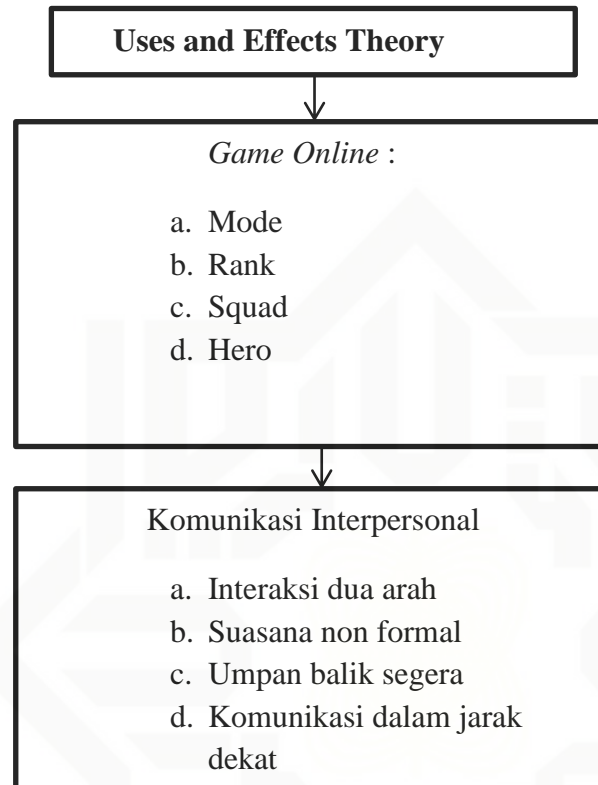 Uses and Effects Theory
Game Online :
a. Mode
b. Rank
c. Squad
d. Hero
Komunikasi Interpersonal
a. Interaksi dua arah
b. Suasana non formal
c. Umpan balik segera
d. Komunikasi dalam jarak
dekat